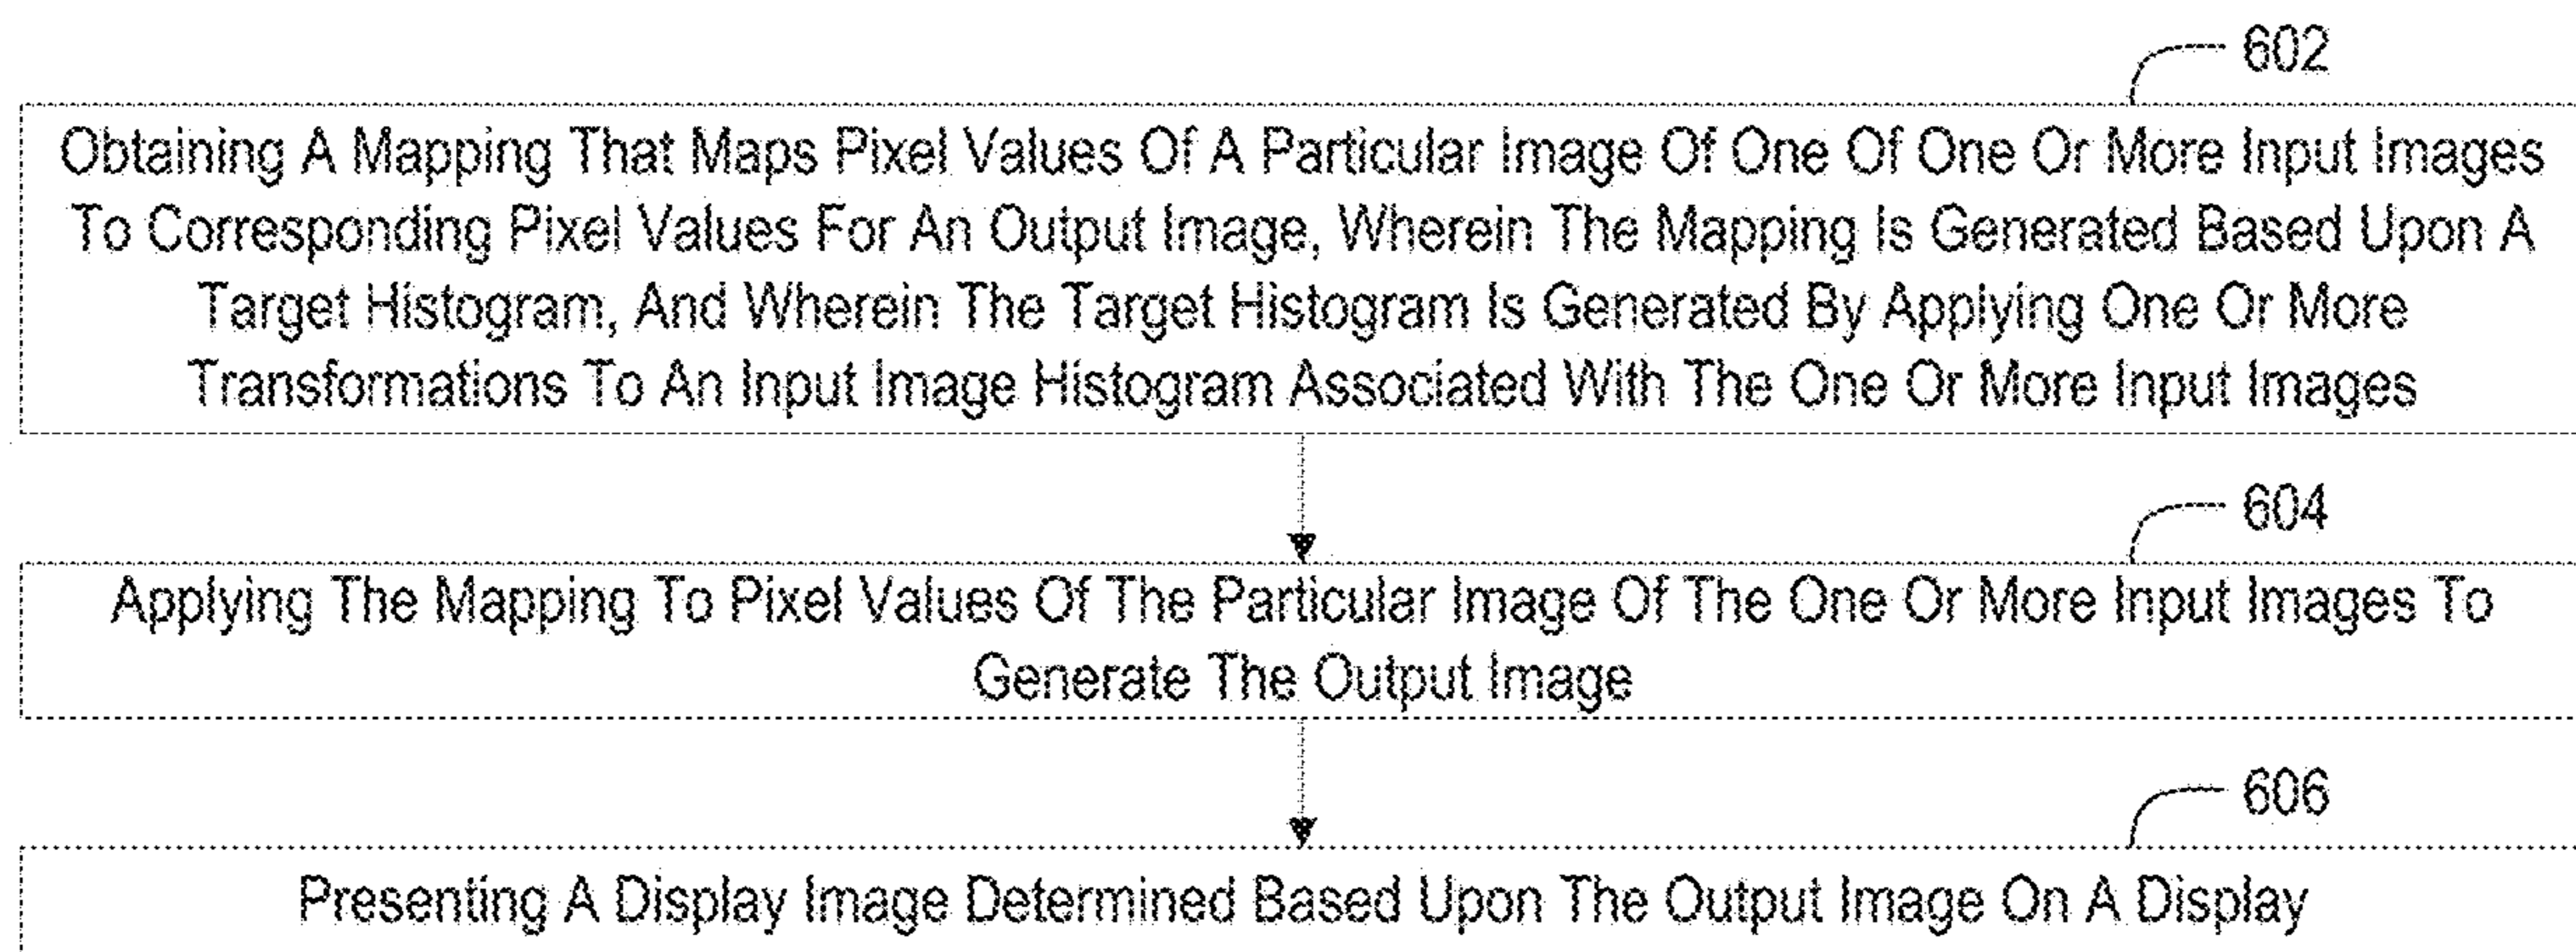 602
Obtaining A Mapping That Maps Pixel Values Of A Particular Image Of One Of One Or More Input Images
To Corresponding Pixel Values For An Output Image, Wherein The Mapping Is Generated Based Upon A
Target Histogram, And Wherein The Target Histogram Is Generated By Applying One Or More
Transformations To An Input Image Histogram Associated With The One Or More Input Images
604
Applying The Mapping To Pixel Values Of The Particular Image Of The One Or More Input Images To
Generate The Output Image
606
Presenting A Display Image Determined Based Upon The Output Image On A Display